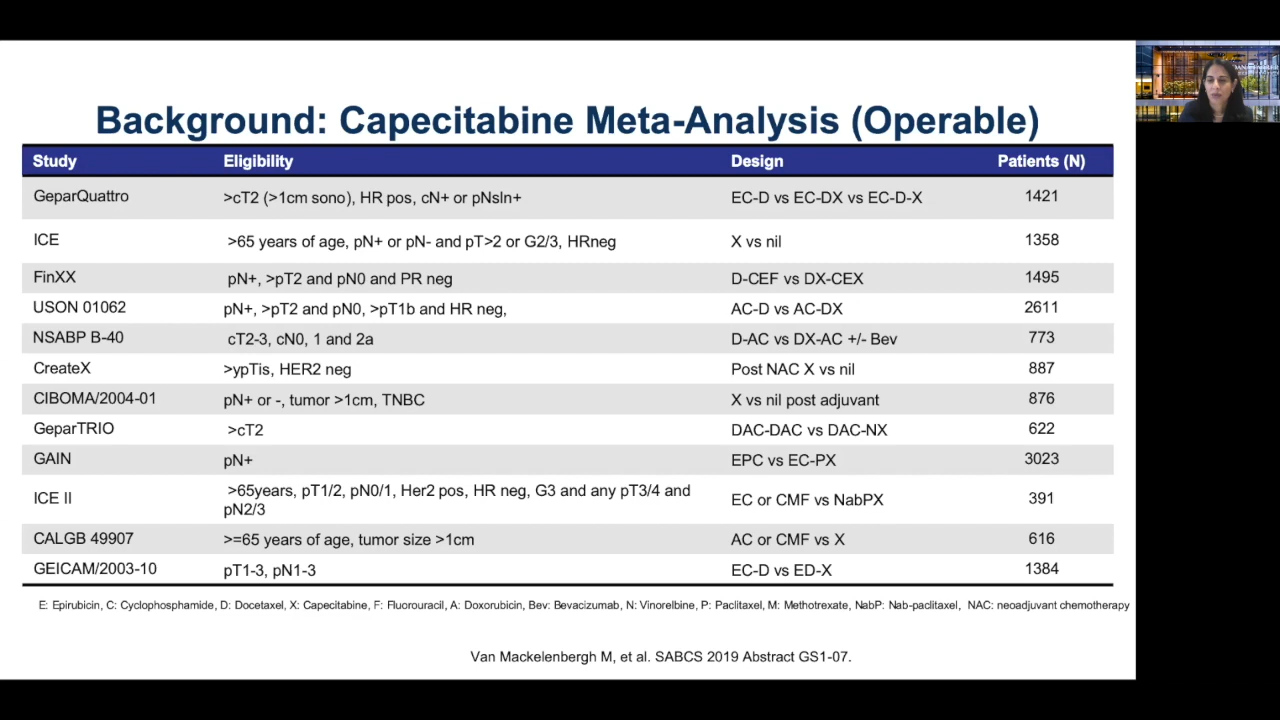 Background: Capecitabine Meta-Analysis (Operable)
Study Eligibility Design Patients (N)
GeparQuattro >cT2 (>1cm sono), HR pos, cN+ or pNsln+ EC-D vs EC-DX vs EC-D-X 1421
ICE >65 years of age, pN+ or pN- and pT>2 or G2/3, HRneg X vs nil 1358
FinXX pN+, >pT2 and pN0 and PR neg D-CEF vs DX-CEX 1495
USON 01062 pN+, >pT2 and pN0, >pT1b and HR neg, AC-D vs AC-DX 2611
NSABP B-40 cT2-3, cN0, 1 and 2a D-AC vs DX-AC +/- Bev 773
CreateX >ypTis, HER2 neg Post NAC X vs nil 887
CIBOMA/2004-01 pN+ or -, tumor >1cm, TNBC X vs nil post adjuvant 876
GeparTRIO >cT2 DAC-DAC vs DAC-NX 622
GAIN pN+ EPC vs EC-PX 3023
ICE II >65years, pT1/2, pN0/1, Her2 pos, HR neg, G3 and any pT3/4 and
pN2/3 EC or CMF vs NabPX 391
CALGB 49907 >=65 years of age, tumor size >1cm AC or CMF vs X 616
GEICAM/2003-10 pT1-3, pN1-3 EC-D vs ED-X 1384
E: Epirubicin, C: Cyclophosphamide, D: Docetaxel, X: Capecitabine, F: Fluorouracil, A: Doxorubicin, Bev: Bevacizumab, N: Vinorelbine, P: Paclitaxel, M: Methotrexate, NabP: Nab-paclitaxel, NAC: neoadjuvant chemotherapy
Van Mackelenbergh M, et al. SABCS 2019 Abstract GS1-07.